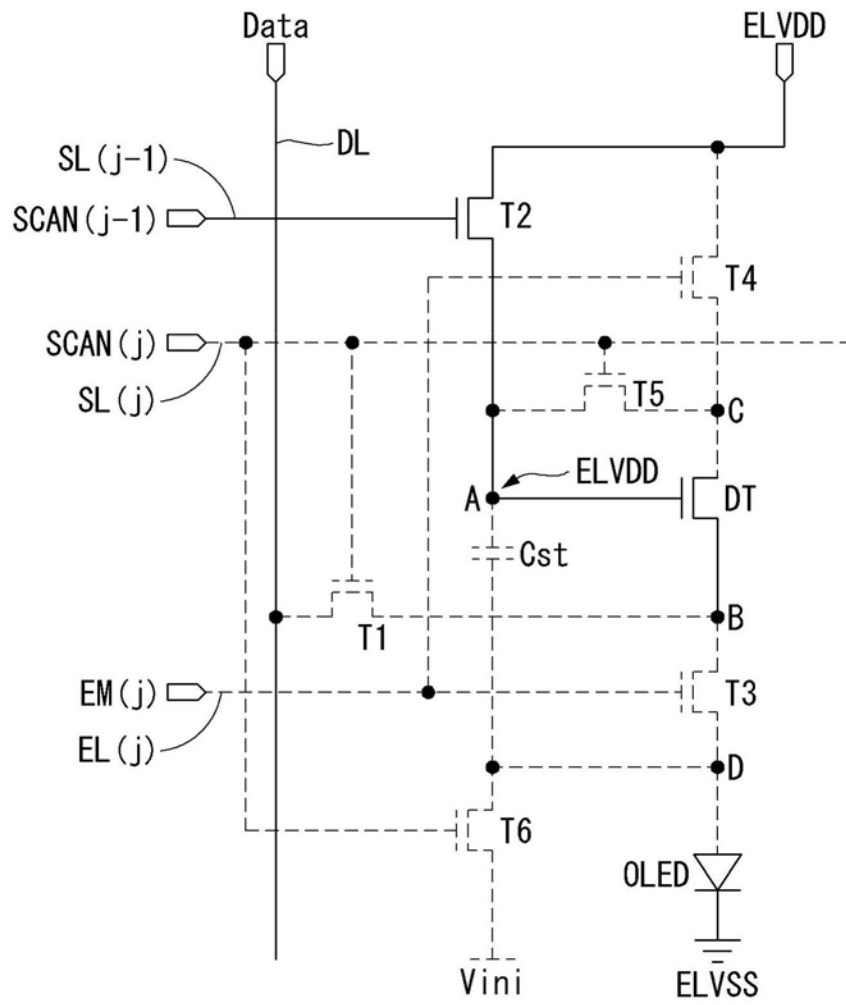 Data
ELVDD
DL
SL(j-1)
SCAN(j-1)
T2
T4
SCAN(j)
SL(j)
T5
C
ELVDD
A
DT
Cst
T1
B
EM(j)
T3
EL(j)
D
T6
OLED
Vini
ELVSS